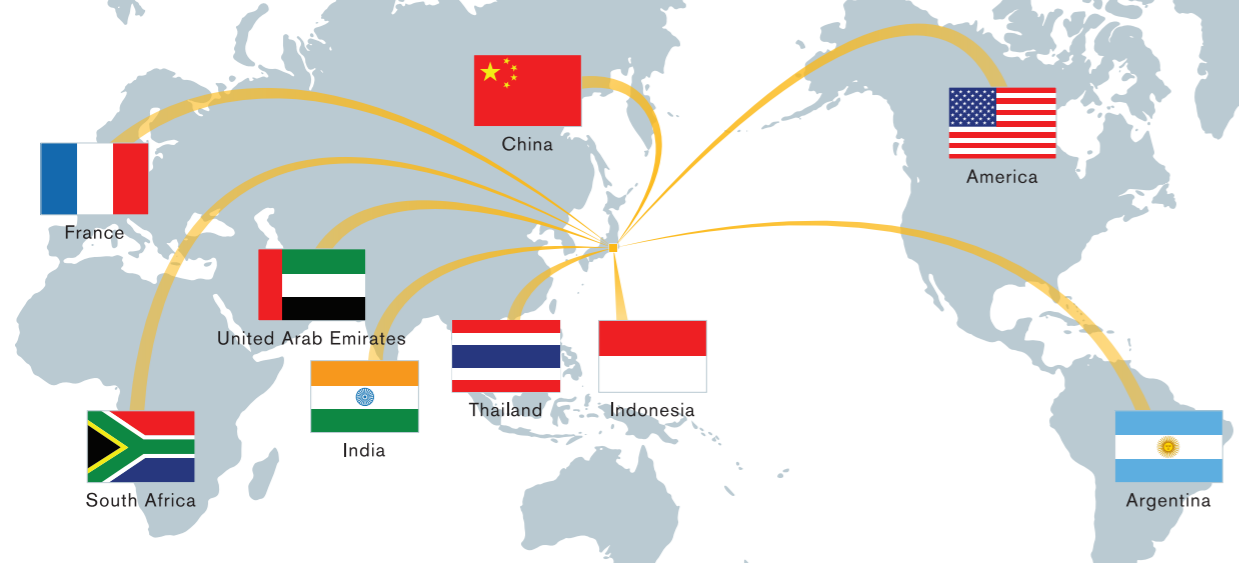 China
America
France
United Arab Emirates
Thailand
Indonesia
India
South Africa
Argentina